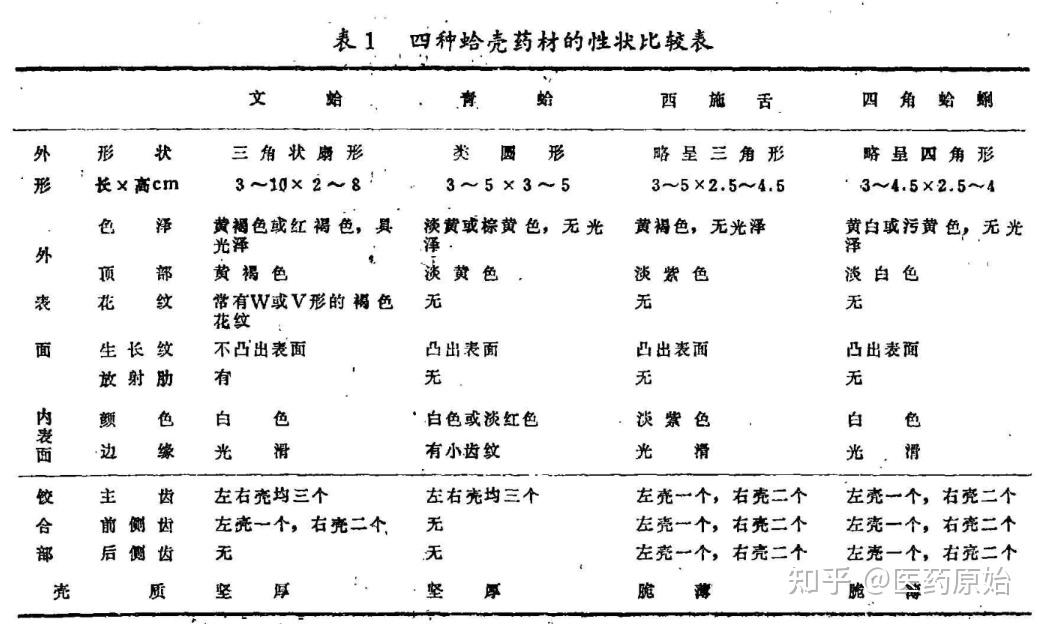 表1 四种蛤壳药材的性状比较表
文蛤 青蛤 西施舌 四角蛤蜊
外 形状 三角状扇形 类圆形 略呈三角形 略呈四角形
形 长×高cm 3～10×2～8 3～5×3～5 3～5×2.5～4.5 3～4.5×2.5～4
色泽 黄褐色或红褐色，具 淡黄或棕黄色，无光 黄褐色，无光泽 黄白或污黄色，无光
外 光泽 泽 泽
顶部 黄褐色 淡黄色 淡紫色 淡白色
表 花纹 常有W或V形的褐色 无 无 无
花纹
面 生长纹 不凸出表面 凸出表面 凸出表面 凸出表面
放射肋 有 无 无 无
内表面 颜色 白色 白色或淡红色 淡紫色 白色
边缘 光滑 有小齿纹 光滑 光滑
铰 主齿 左右壳均三个 左右壳均三个 左壳一个，右壳二个 左壳一个，右壳二个
合 前侧齿 左壳一个，右壳二个 无 左壳一个，右壳二个 左壳一个，右壳二个
部 后侧齿 无 无 左壳一个，右壳二个 左壳一个，右壳二个
壳质 坚厚 坚厚 脆薄 脆薄
知乎 @医药原始